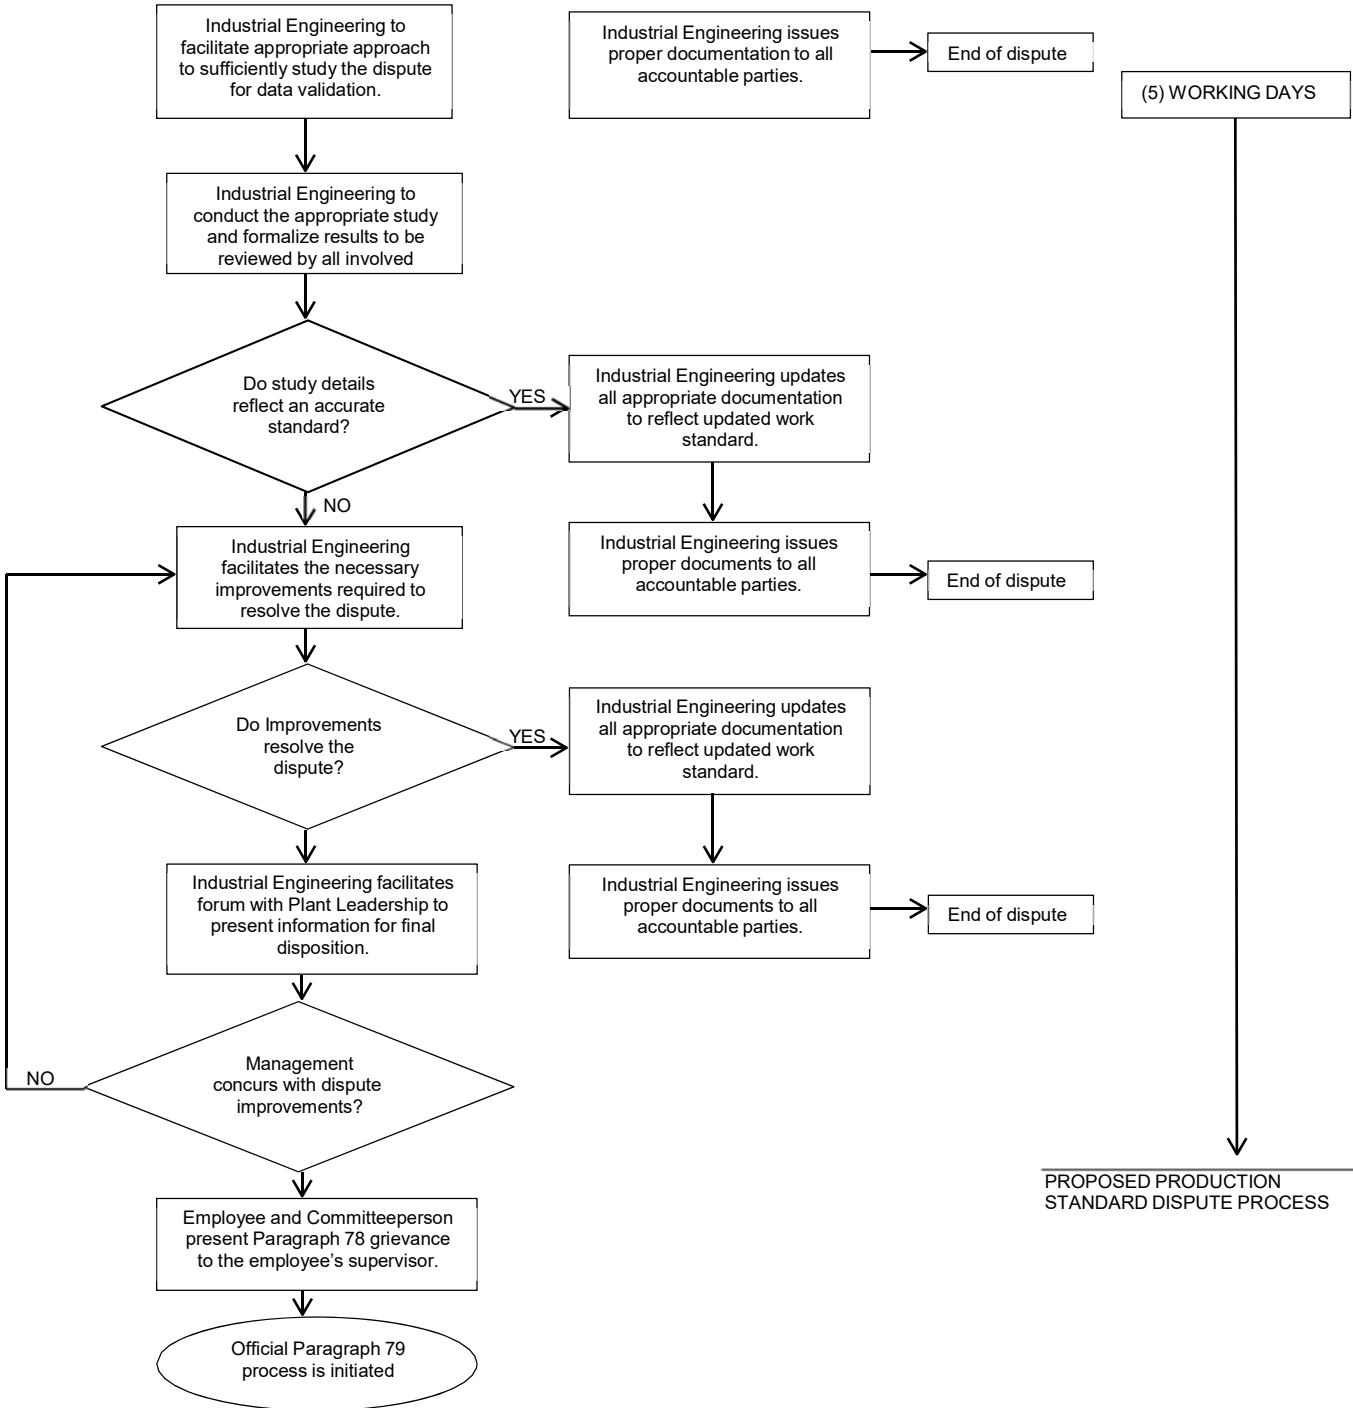 Industrial Engineering to
facilitate appropriate approach
to sufficiently study the dispute
for data validation.
Industrial Engineering issues
proper documentation to all
accountable parties.
End of dispute
(5) WORKING DAYS
Industrial Engineering to
conduct the appropriate study
and formalize results to be
reviewed by all involved
Do study details
reflect an accurate
standard?
YES
Industrial Engineering updates
all appropriate documentation
to reflect updated work
standard.
NO
Industrial Engineering
facilitates the necessary
improvements required to
resolve the dispute.
Industrial Engineering issues
proper documents to all
accountable parties.
End of dispute
Do Improvements
resolve the
dispute?
YES
Industrial Engineering updates
all appropriate documentation
to reflect updated work
standard.
Industrial Engineering facilitates
forum with Plant Leadership to
present information for final
disposition.
Industrial Engineering issues
proper documents to all
accountable parties.
End of dispute
Management
concurs with dispute
improvements?
NO
PROPOSED PRODUCTION
STANDARD DISPUTE PROCESS
Employee and Committeeperson
present Paragraph 78 grievance
to the employee’s supervisor.
Official Paragraph 79
process is initiated